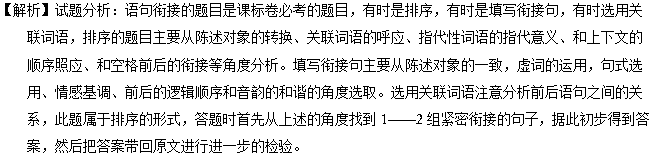 【解析】试题分析：语句衔接的题目是课标卷必考的题目，有时是排序，有时是填写衔接句，有时选用关
联词语，排序的题目主要从陈述对象的转换、关联词语的呼应、指代性词语的指代意义、和上下文的
顺序照应、和空格前后的衔接等角度分析。填写衔接句主要从陈述对象的一致，虚词的运用，句式选
用、情感基调、前后的逻辑顺序和音韵的和谐的角度选取。选用关联词语注意分析前后语句之间的关
系，此题属于排序的形式，答题时首先从上述的角度找到 1——2 组紧密衔接的句子，据此初步得到答
案，然后把答案带回原文进行进一步的检验。